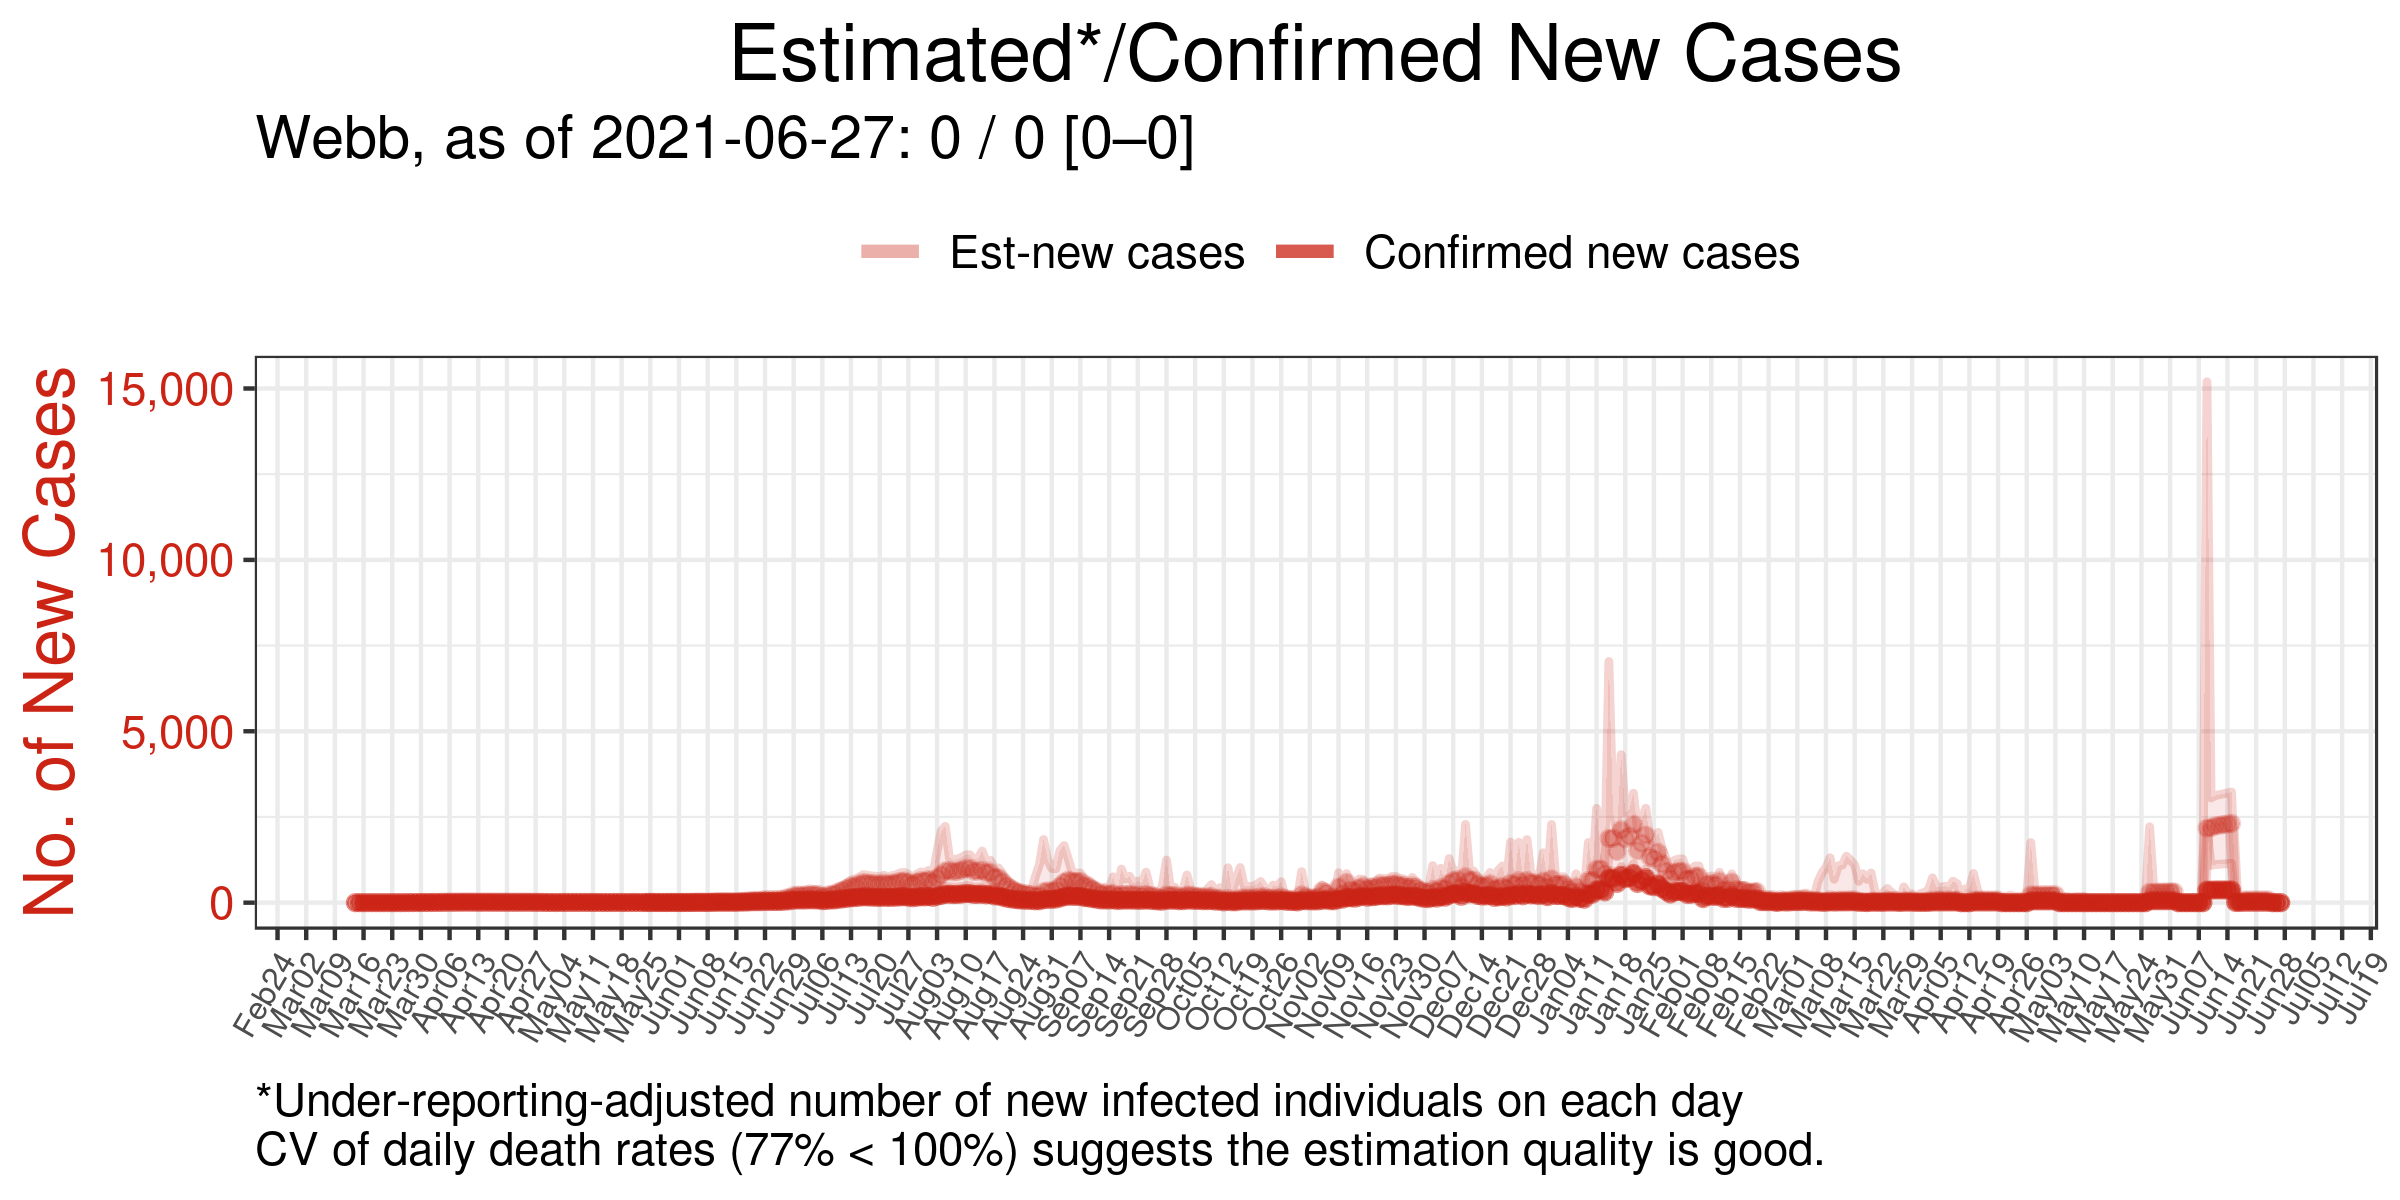 Estimated*/Confirmed New Cases
Webb, as of 2021-06-27: 0 / 0 [0–0]
Est-new cases
Confirmed new cases
No. of New Cases
15,000
10,000
5,000
0
Feb24
Mar02
Mar09
Mar16
Mar23
Mar30
Apr06
Apr13
Apr20
Apr27
May04
May11
May18
May25
Jun01
Jun08
Jun15
Jun22
Jun29
Jul06
Jul13
Jul20
Jul27
Aug03
Aug10
Aug17
Aug24
Aug31
Sep07
Sep14
Sep21
Sep28
Oct05
Oct12
Oct19
Oct26
Nov02
Nov09
Nov16
Nov23
Nov30
Dec07
Dec14
Dec21
Dec28
Jan04
Jan11
Jan18
Jan25
Feb01
Feb08
Feb15
Feb22
Mar01
Mar08
Mar15
Mar22
Mar29
Apr05
Apr12
Apr19
Apr26
May03
May10
May17
May24
May31
Jun07
Jun14
Jun21
Jun28
Jul05
Jul12
Jul19
*Under-reporting-adjusted number of new infected individuals on each day
CV of daily death rates (77% < 100%) suggests the estimation quality is good.